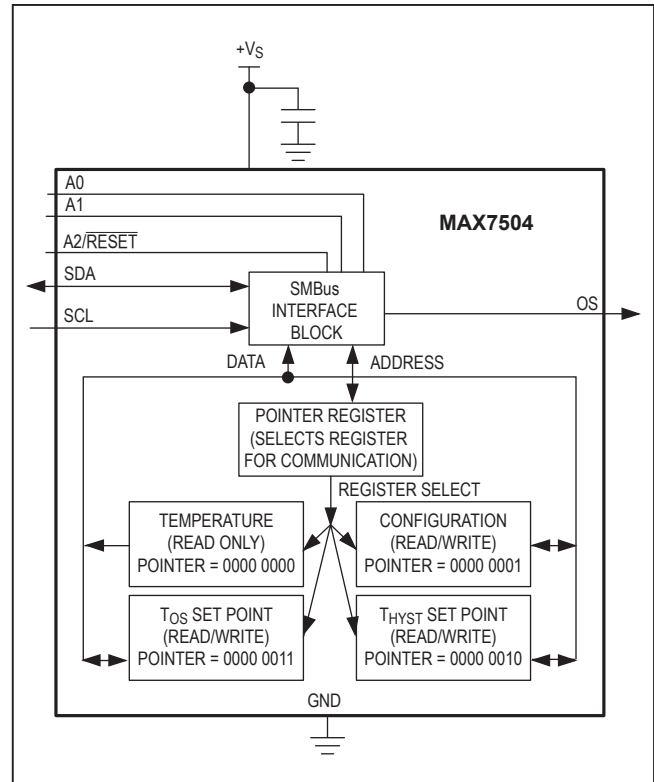 +VS
A0
A1
MAX7504
A2/RESET
SDA
SMBus
INTERFACE
BLOCK
OS
SCL
DATA
ADDRESS
POINTER REGISTER
(SELECTS REGISTER
FOR COMMUNICATION)
REGISTER SELECT
TEMPERATURE
(READ ONLY)
POINTER = 0000 0000
CONFIGURATION
(READ/WRITE)
POINTER = 0000 0001
TOS SET POINT
(READ/WRITE)
POINTER = 0000 0011
THYST SET POINT
(READ/WRITE)
POINTER = 0000 0010
GND